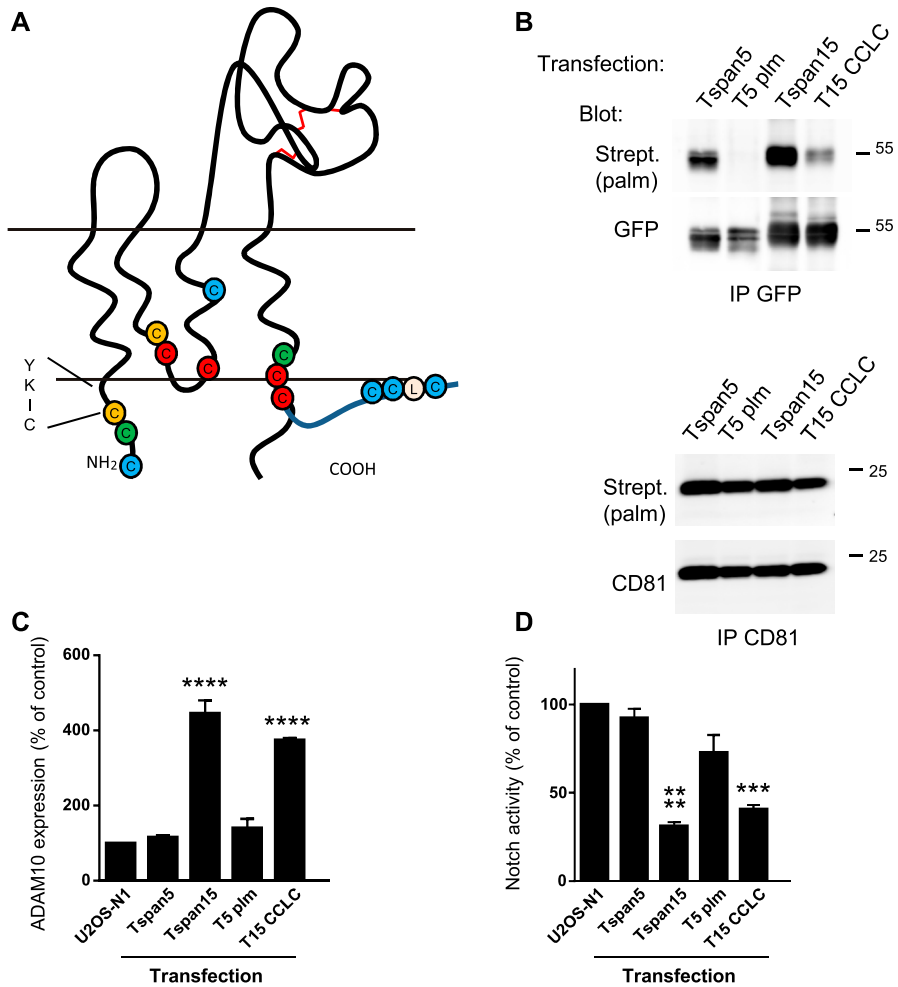 A
C
C
C
C
C
C
C
C
C
C
C
L
C
Y
K
I
C
C
C
NH2
C
COOH
B
Transfection:
Tspan5
T5 plm
Tspan15
T15 CCLC
Blot:
Strept.
(palm)
55
GFP
55
IP GFP
Tspan5
T5 plm
Tspan15
T15 CCLC
Strept.
(palm)
25
CD81
25
IP CD81
C
ADAM10 expression (% of control)
600
400
200
0
****
****
U2OS-N1
Tspan5
Tspan15
T5 plm
T15 CCLC
Transfection
D
Notch activity (% of control)
100
50
0
**
**
***
U2OS-N1
Tspan5
Tspan15
T5 plm
T15 CCLC
Transfection